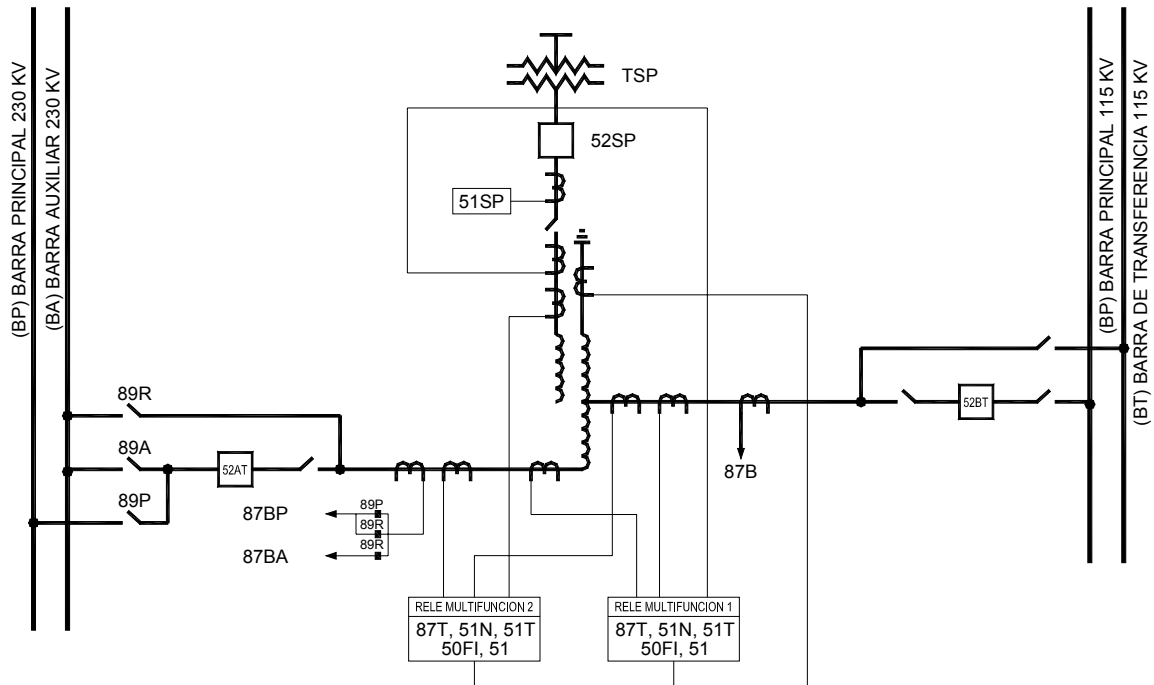 (BP) BARRA PRINCIPAL 230 KV
(BA) BARRA AUXILIAR 230 KV
TSP
52SP
51SP
(BP) BARRA PRINCIPAL 115 KV
(BT) BARRA DE TRANSFERENCIA 115 KV
89R
89A
52AT
89P
52BT
87B
87BP
89P
89R
87BA
89R
RELE MULTIFUNCION 2
87T, 51N, 51T
50FI, 51
RELE MULTIFUNCION 1
87T, 51N, 51T
50FI, 51